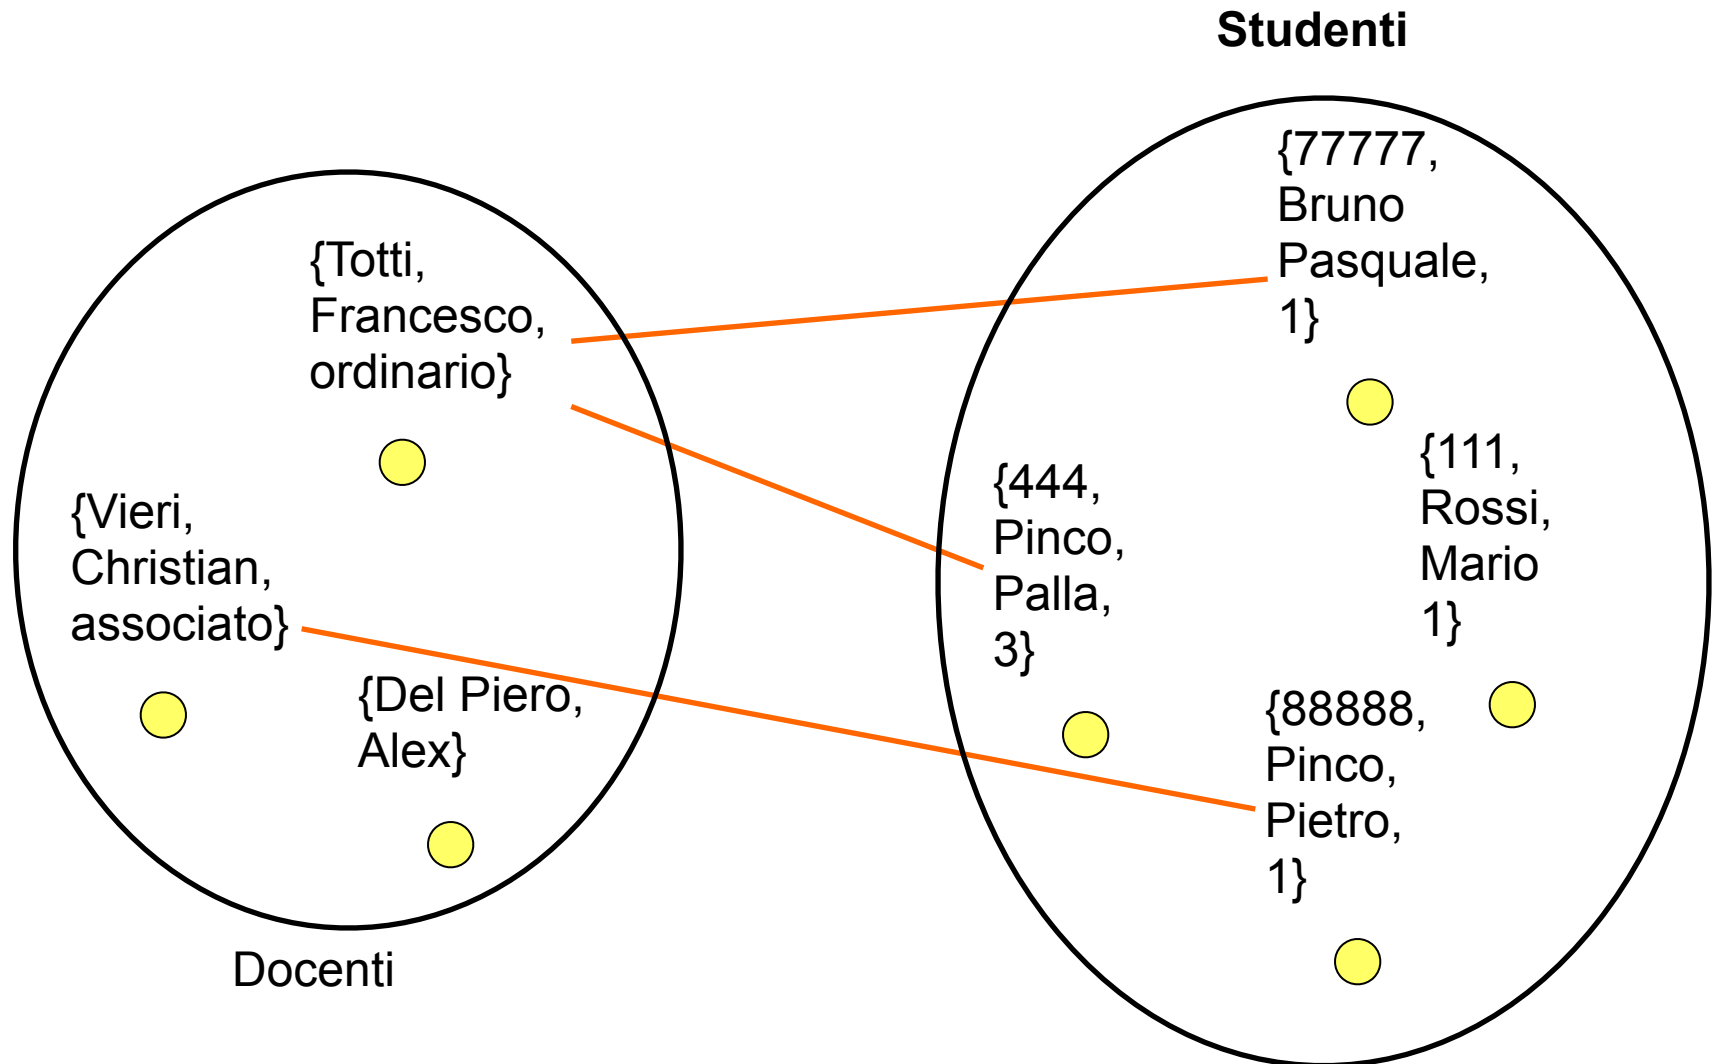 Studenti
{77777,
Bruno
Pasquale,
1}
{Totti,
Francesco,
ordinario}
{111,
Rossi,
Mario
1}
{444,
Pinco,
Palla,
3}
{Vieri,
Christian,
associato}
{Del Piero,
Alex}
{88888,
Pinco,
Pietro,
1}
Docenti